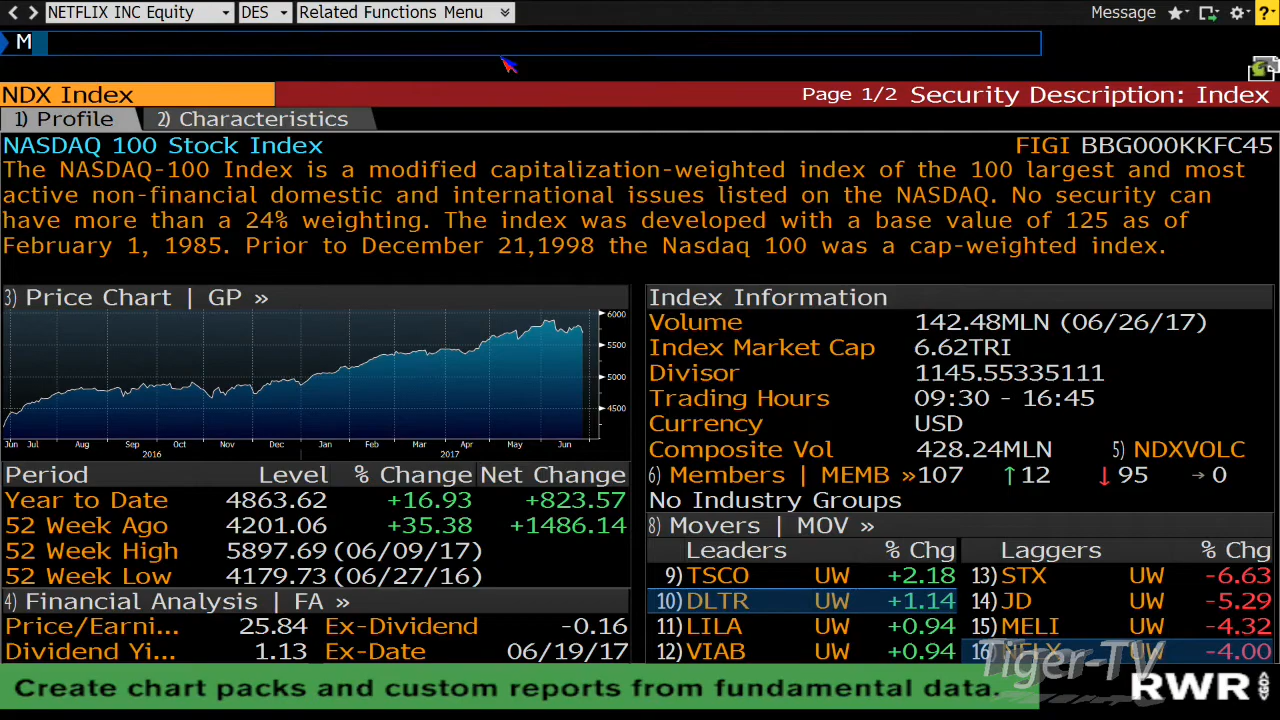 NETFLIX INC Equity DES Related Functions Menu Message ?
M
NDX Index Page 1/2 Security Description: Index
1) Profile 2) Characteristics
NASDAQ 100 Stock Index FIGI BBG000KKFC45
The NASDAQ-100 Index is a modified capitalization-weighted index of the 100 largest and most
active non-financial domestic and international issues listed on the NASDAQ. No security can
have more than a 24% weighting. The index was developed with a base value of 125 as of
February 1, 1985. Prior to December 21,1998 the Nasdaq 100 was a cap-weighted index.
3) Price Chart | GP »
6000
5500
5000
4500
Jun Jul Aug Sep Oct Nov Dec Jan Feb Mar Apr May Jun
2016 2017
Index Information
Volume 142.48MLN (06/26/17)
Index Market Cap 6.62TRI
Divisor 1145.55335111
Trading Hours 09:30 - 16:45
Currency USD
Composite Vol 428.24MLN 5) NDXVOLC
6) Members | MEMB » 107 ↑12 ↓95 → 0
No Industry Groups
Period Level % Change Net Change
Year to Date 4863.62 +16.93 +823.57
52 Week Ago 4201.06 +35.38 +1486.14
52 Week High 5897.69 (06/09/17)
52 Week Low 4179.73 (06/27/16)
4) Financial Analysis | FA »
Price/Earni... 25.84 Ex-Dividend -0.16
Dividend Yi... 1.13 Ex-Date 06/19/17
8) Movers | MOV »
Leaders % Chg Laggers % Chg
9) TSCO UW +2.18 13) STX UW -6.63
10) DLTR UW +1.14 14) JD UW -5.29
11) LILA UW +0.94 15) MELI UW -4.32
12) VIAB UW +0.94 16) NFLX UW -4.00
Tiger-TV
Create chart packs and custom reports from fundamental data. RWR <GO>